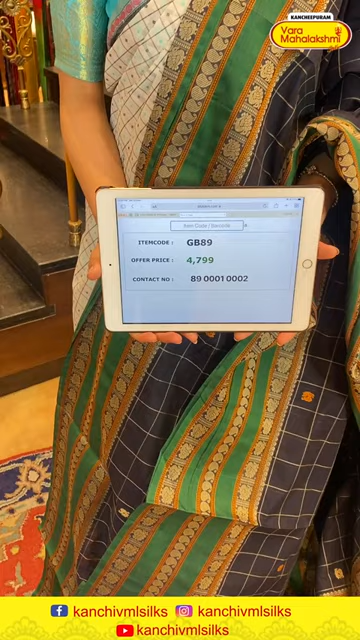 KANCHEEPURAM
Vara
Mahalakshmi
Item Code / Itemcode
ITEMCODE : GB89
OFFER PRICE : 4,799
CONTACT NO : 89 0001 0002
kanchivmlsilks kanchivmlsilks
kanchivmlsilks